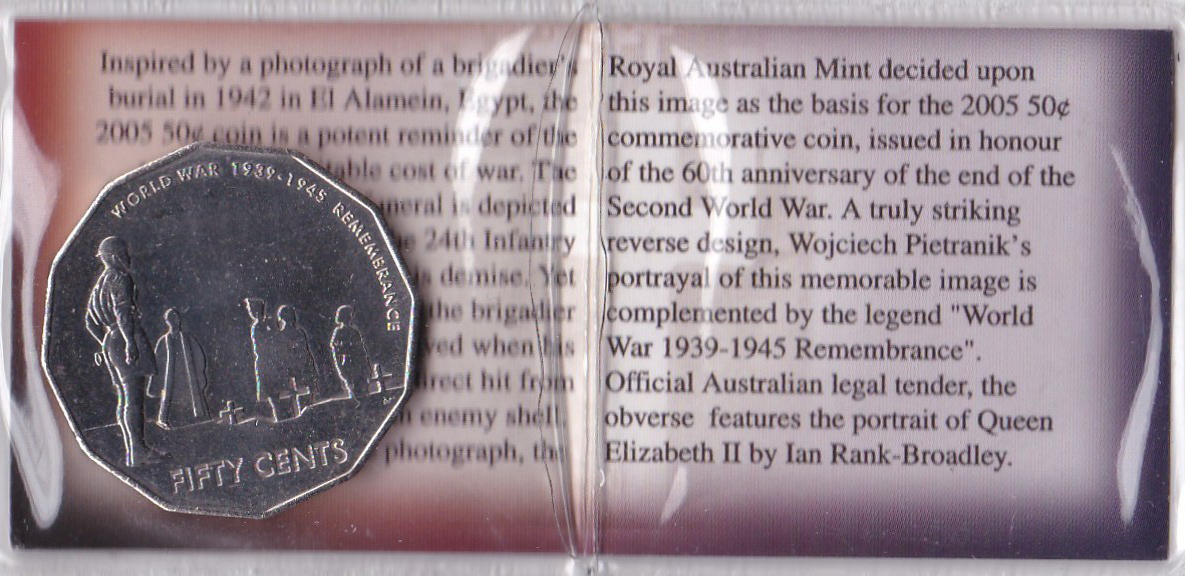 Inspired by a photograph of a brigadier's
burial in 1942 in El Alamein, Egypt, the
2005 50¢ coin is a potent reminder of the
cost of war. The
is depicted
24th Infantry
demise. Yet
the brigadier
when his
hit from
enemy shell.
photograph, the
WORLD WAR 1939-1945 REMEMBRANCE
FIFTY CENTS
Royal Australian Mint decided upon
this image as the basis for the 2005 50¢
commemorative coin, issued in honour
of the 60th anniversary of the end of the
Second World War. A truly striking
reverse design, Wojciech Pietranik's
portrayal of this memorable image is
complemented by the legend "World
War 1939-1945 Remembrance".
Official Australian legal tender, the
obverse features the portrait of Queen
Elizabeth II by Ian Rank-Broadley.